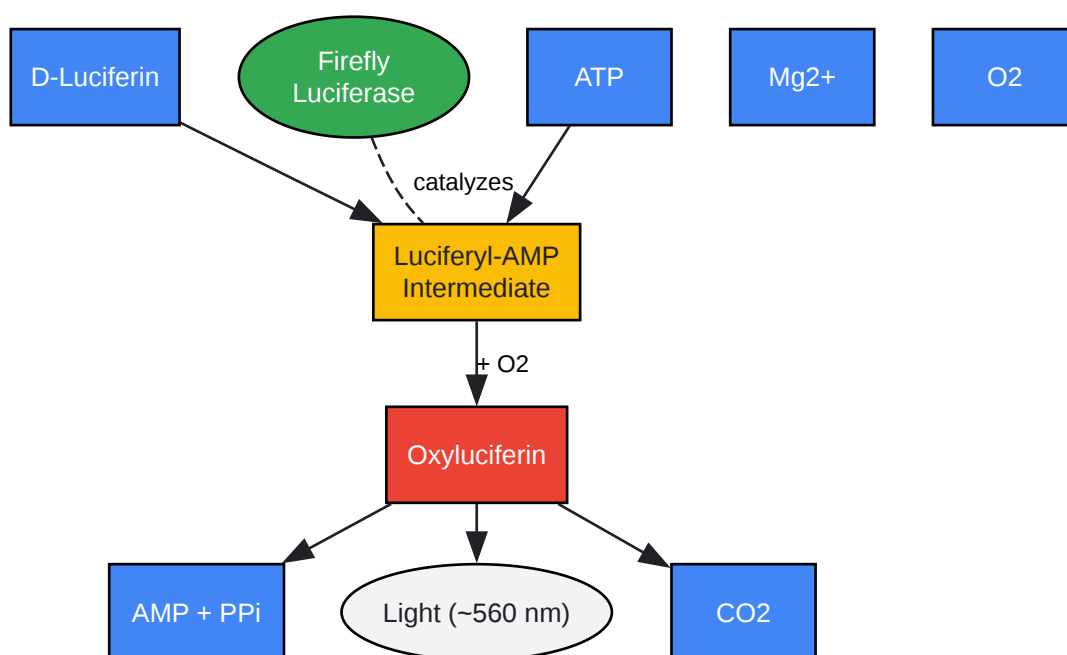 D-Luciferin
Firefly
Luciferase
ATP
Mg2+
O2
catalyzes
Luciferyl-AMP
Intermediate
+ O2
Oxyluciferin
AMP + PPi
Light (~560 nm)
CO2